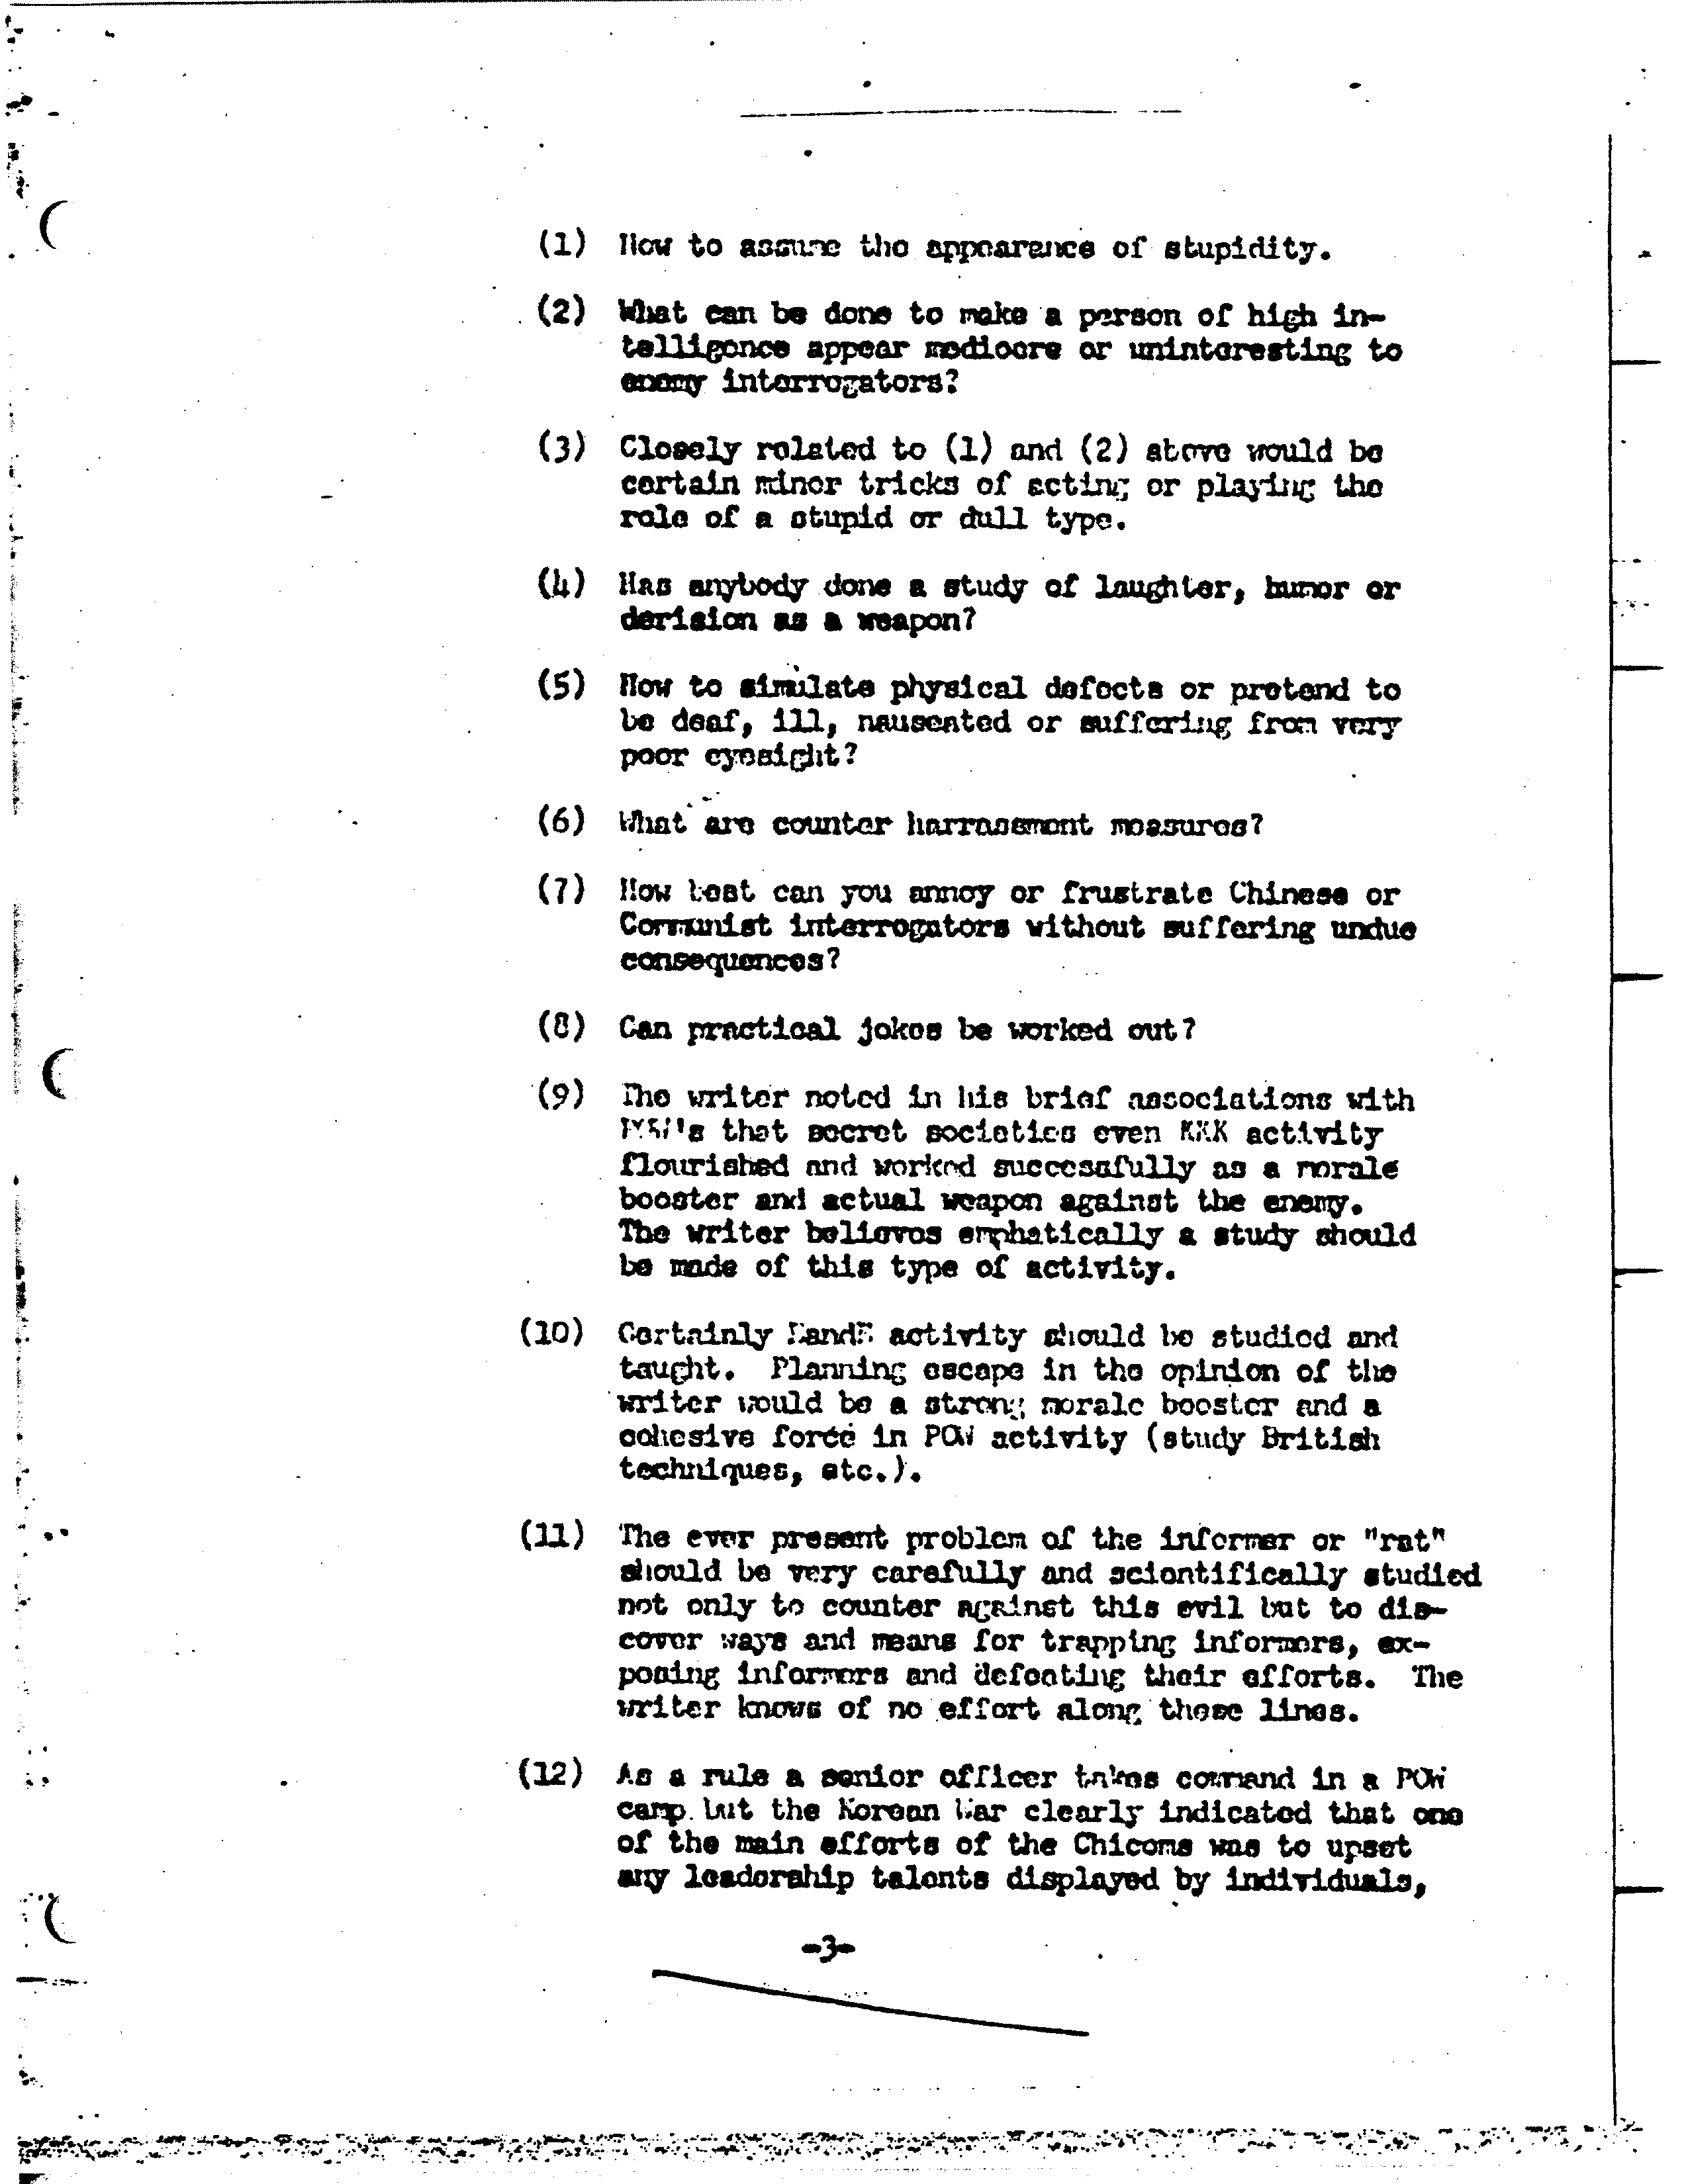 (1) How to assume the appearance of stupidity.
(2) What can be done to make a person of high in-
telligence appear mediocre or uninteresting to
enemy interrogators?
(3) Closely related to (1) and (2) above would be
certain minor tricks of acting or playing the
role of a stupid or dull type.
(4) Has anybody done a study of laughter, humor or
derision as a weapon?
(5) How to simulate physical defects or pretend to
be deaf, ill, nauseated or suffering from very
poor eyesight?
(6) What are counter harrassment measures?
(7) How best can you annoy or frustrate Chinese or
Communist interrogators without suffering undue
consequences?
(8) Can practical jokes be worked out?
(9) The writer noted in his brief associations with
that secret societies even KKK activity
flourished and worked successfully as a morale
booster and actual weapon against the enemy.
The writer believes emphatically a study should
be made of this type of activity.
(10) Certainly EandE activity should be studied and
taught. Planning escape in the opinion of the
writer would be a strong morale booster and a
cohesive force in POW activity (study British
techniques, etc.).
(11) The ever present problem of the informer or "rat"
should be very carefully and scientifically studied
not only to counter against this evil but to dis-
cover ways and means for trapping informers, ex-
posing informers and defeating their efforts. The
writer knows of no effort along these lines.
(12) As a rule a senior officer takes command in a POW
camp but the Korean War clearly indicated that one
of the main efforts of the Chicoms was to upset
any leadership talents displayed by individuals,
-3-